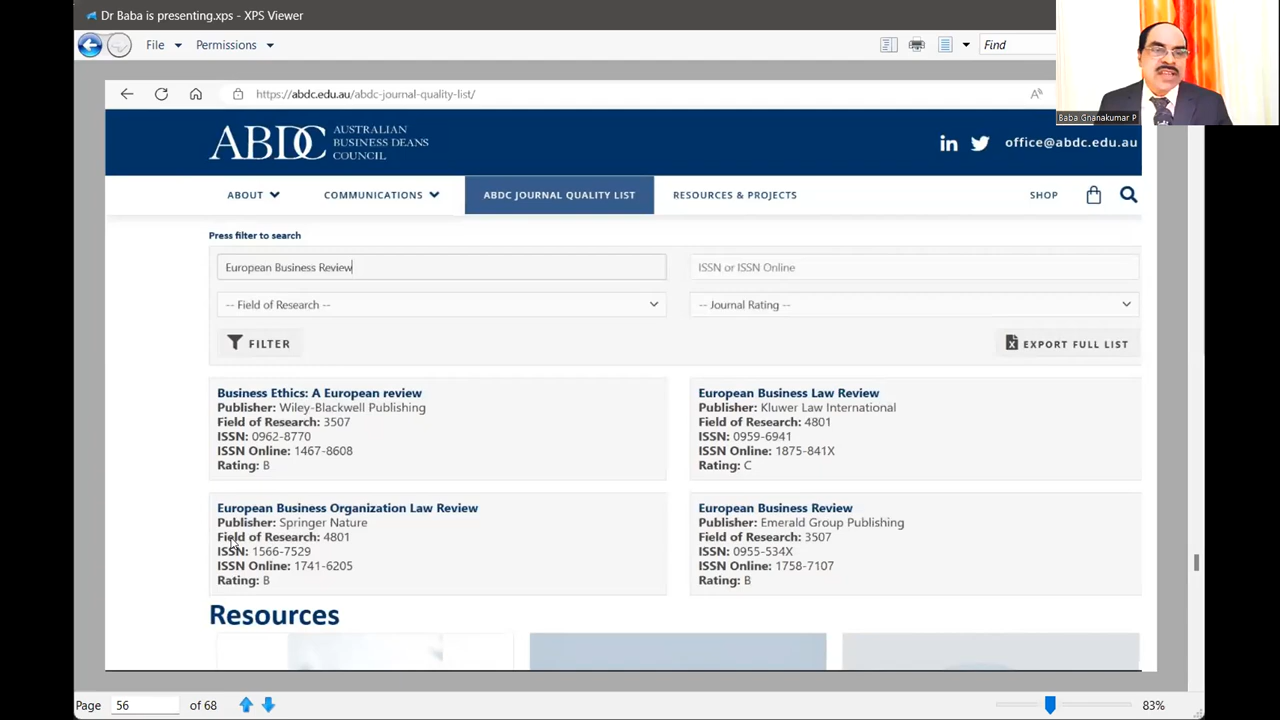 Dr Baba is presenting.xps - XPS Viewer
File Permissions Find
https://abdc.edu.au/abdc-journal-quality-list/
Baba Gnanakumar P
ABDC AUSTRALIAN BUSINESS DEANS COUNCIL
office@abdc.edu.au
ABOUT COMMUNICATIONS ABDC JOURNAL QUALITY LIST RESOURCES & PROJECTS SHOP
Press filter to search
European Business Review ISSN or ISSN Online
-- Field of Research -- -- Journal Rating --
FILTER EXPORT FULL LIST
Business Ethics: A European review
Publisher: Wiley-Blackwell Publishing
Field of Research: 3507
ISSN: 0962-8770
ISSN Online: 1467-8608
Rating: B
European Business Law Review
Publisher: Kluwer Law International
Field of Research: 4801
ISSN: 0959-6941
ISSN Online: 1875-841X
Rating: C
European Business Organization Law Review
Publisher: Springer Nature
Field of Research: 4801
ISSN: 1566-7529
ISSN Online: 1741-6205
Rating: B
European Business Review
Publisher: Emerald Group Publishing
Field of Research: 3507
ISSN: 0955-534X
ISSN Online: 1758-7107
Rating: B
Resources
Page 56 of 68 83%